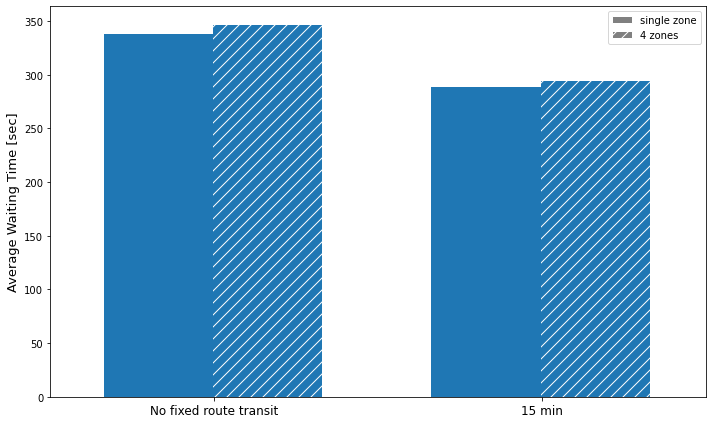 350
300
250
200
150
100
50
0
Average Waiting Time [sec]
single zone
4 zones
No fixed route transit
15 min